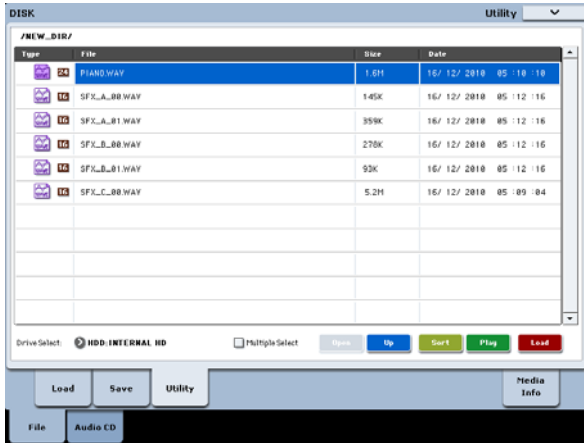 DISK Utility
/NEW_DIR/
Type File Size Date
24 PIANO.WAV 1.6M 16/ 12/ 2010 05 :10 :10
16 SFX_A_00.WAV 145K 16/ 12/ 2010 05 :12 :16
16 SFX_A_01.WAV 359K 16/ 12/ 2010 05 :12 :16
16 SFX_B_00.WAV 270K 16/ 12/ 2010 05 :12 :16
16 SFX_B_01.WAV 93K 16/ 12/ 2010 05 :12 :16
16 SFX_C_00.WAV 5.2M 16/ 12/ 2010 05 :09 :04
Drive Select: HDD:INTERNAL HD Multiple Select Open Up Sort Play Load
Load Save Utility Media Info
File Audio CD